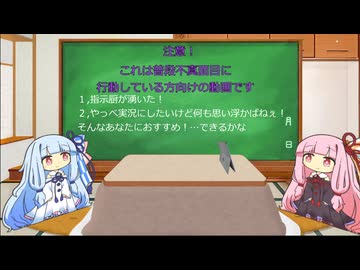 注意！
これは普段不真面目に
行動している方向けの動画です
１,指示厨が湧いた！
２,やっべ実況にしたいけど何も思い浮かばねぇ！
そんなあなたにおすすめ！…できるかな
月
日